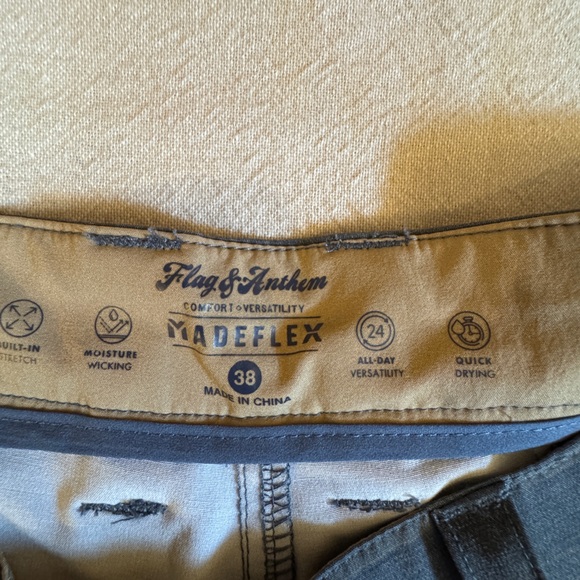 Flag & Anthem
COMFORT + VERSATILITY
MADEFLEX
38
MADE IN CHINA
BUILT-IN
STRETCH
MOISTURE
WICKING
24
ALL-DAY
VERSATILITY
QUICK
DRYING